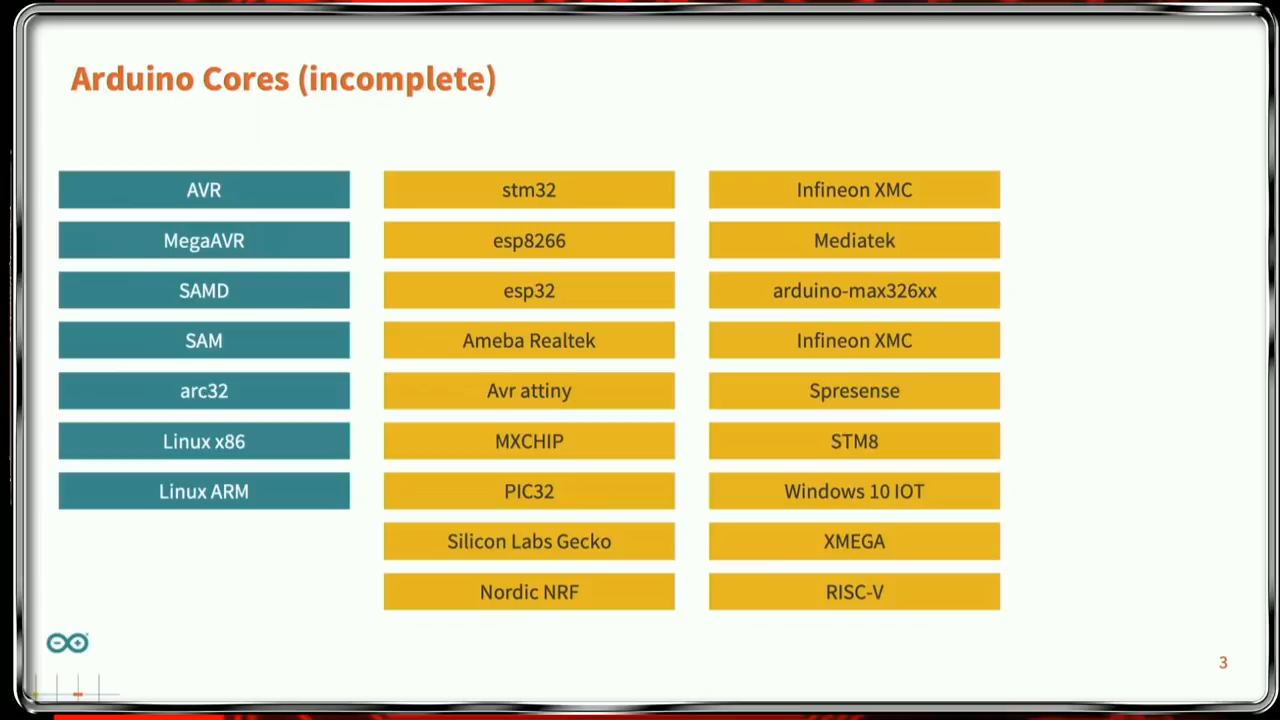 Arduino Cores (incomplete)
AVR
MegaAVR
SAMD
SAM
arc32
Linux x86
Linux ARM
stm32
esp8266
esp32
Ameba Realtek
Avr attiny
MXCHIP
PIC32
Silicon Labs Gecko
Nordic NRF
Infineon XMC
Mediatek
arduino-max326xx
Infineon XMC
Spresense
STM8
Windows 10 IOT
XMEGA
RISC-V
3